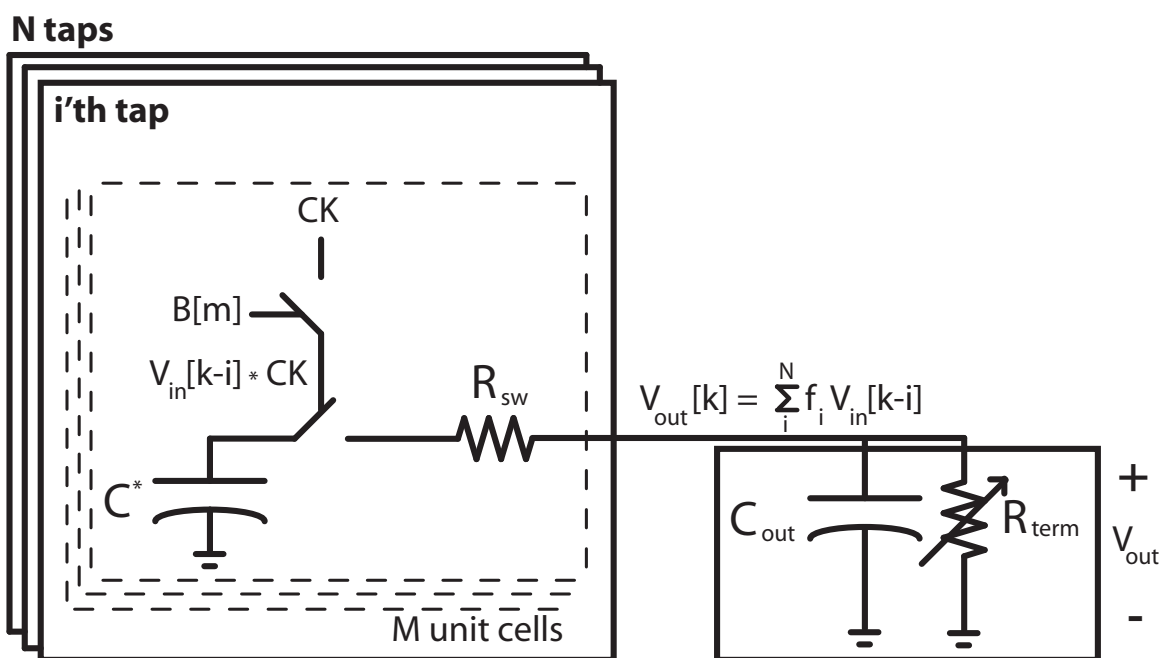 N taps
i'th tap
CK
B[m]
V_in[k-i] * CK
R_sw
C*
M unit cells
V_out[k] = Σ_i^N f_i V_in[k-i]
C_out
R_term
+
V_out
-